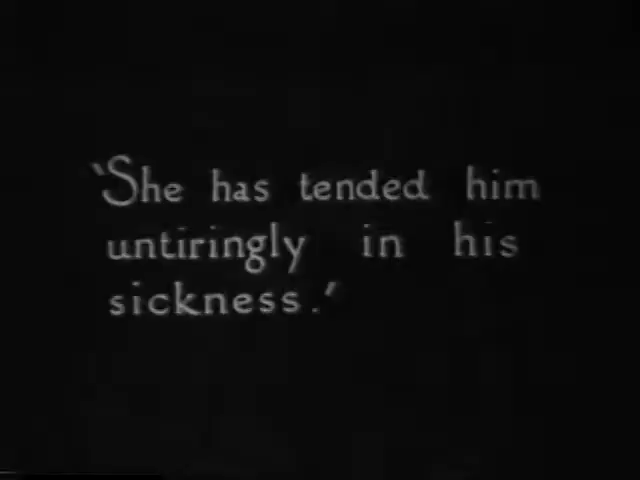 ‘She has tended him
untiringly in his
sickness.’